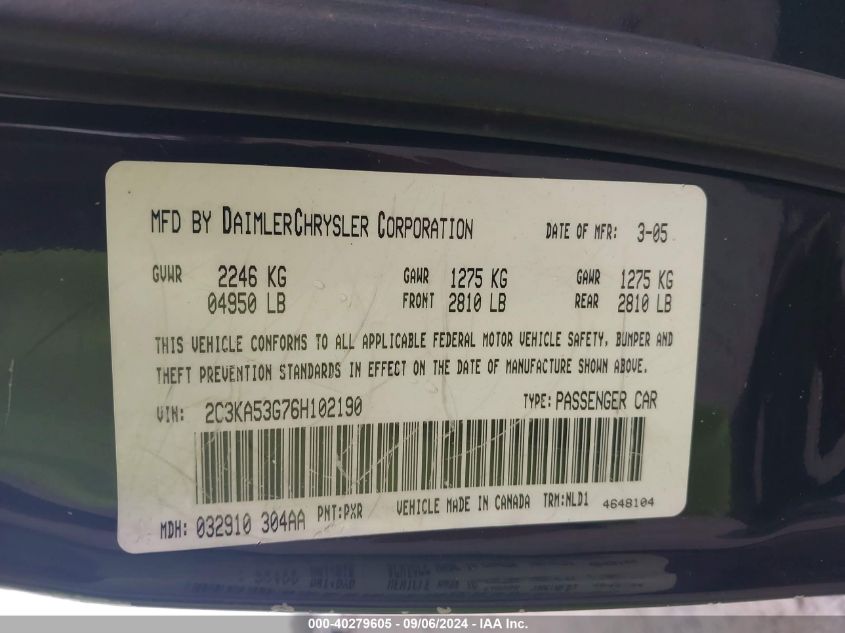 MFD BY DAIMLERCHRYSLER CORPORATION DATE OF MFR: 3-05
GVWR 2246 KG GAWR 1275 KG GAWR 1275 KG
04950 LB FRONT 2810 LB REAR 2810 LB
THIS VEHICLE CONFORMS TO ALL APPLICABLE FEDERAL MOTOR VEHICLE SAFETY, BUMPER AND
THEFT PREVENTION STANDARDS IN EFFECT ON THE DATE OF MANUFACTURE SHOWN ABOVE.
VIN: 2C3KA53G76H102190 TYPE: PASSENGER CAR
MDH: 032910 304AA PNT:PXR VEHICLE MADE IN CANADA TRM:NLD1 4648104
000-40279605 - 09/06/2024 - IAA Inc.